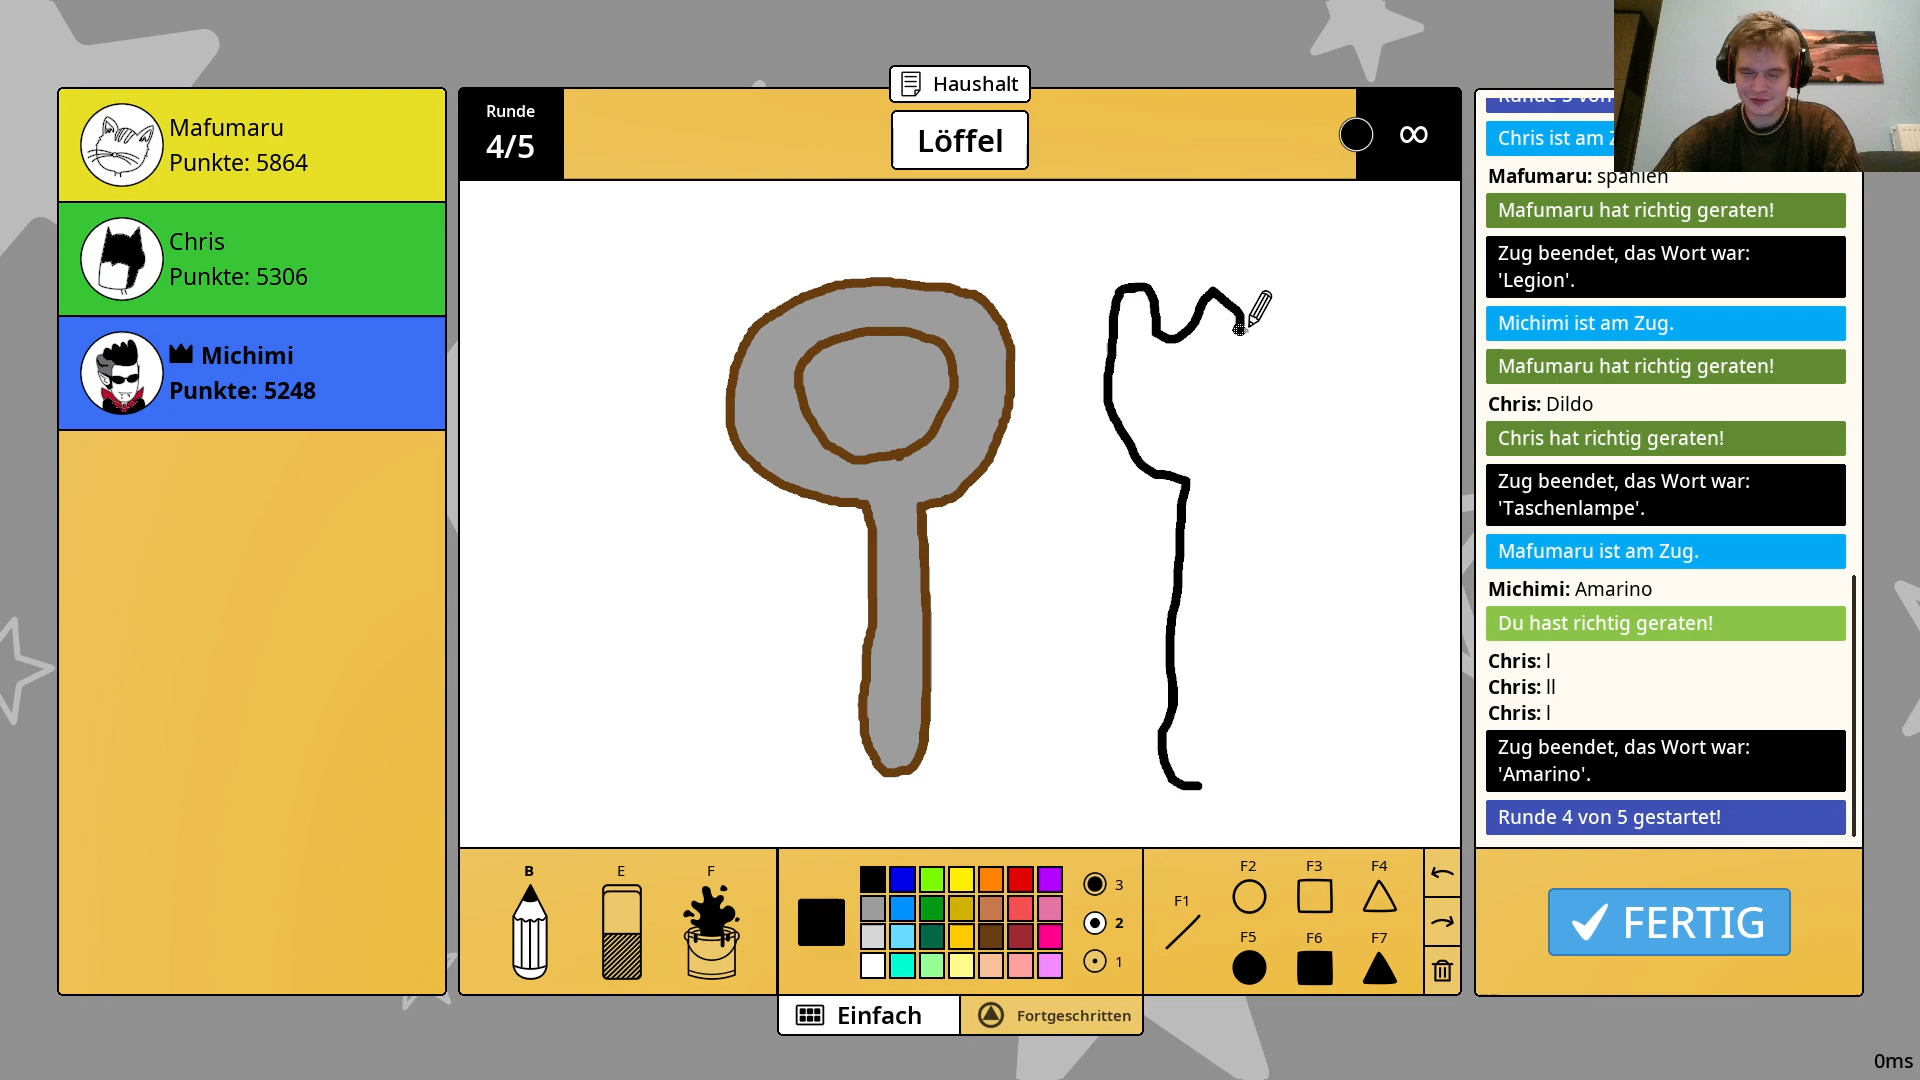 Haushalt
Runde
4/5
Löffel
∞
Mafumaru
Punkte: 5864
Chris
Punkte: 5306
Michimi
Punkte: 5248
Chris ist am
Mafumaru: spanien
Mafumaru hat richtig geraten!
Zug beendet, das Wort war:
'Legion'.
Michimi ist am Zug.
Mafumaru hat richtig geraten!
Chris: Dildo
Chris hat richtig geraten!
Zug beendet, das Wort war:
'Taschenlampe'.
Mafumaru ist am Zug.
Michimi: Amarino
Du hast richtig geraten!
Chris: l
Chris: ll
Chris: l
Zug beendet, das Wort war:
'Amarino'.
Runde 4 von 5 gestartet!
B
E
F
3
2
1
F1
F2
F3
F4
F5
F6
F7
FERTIG
Einfach
Fortgeschritten
0ms